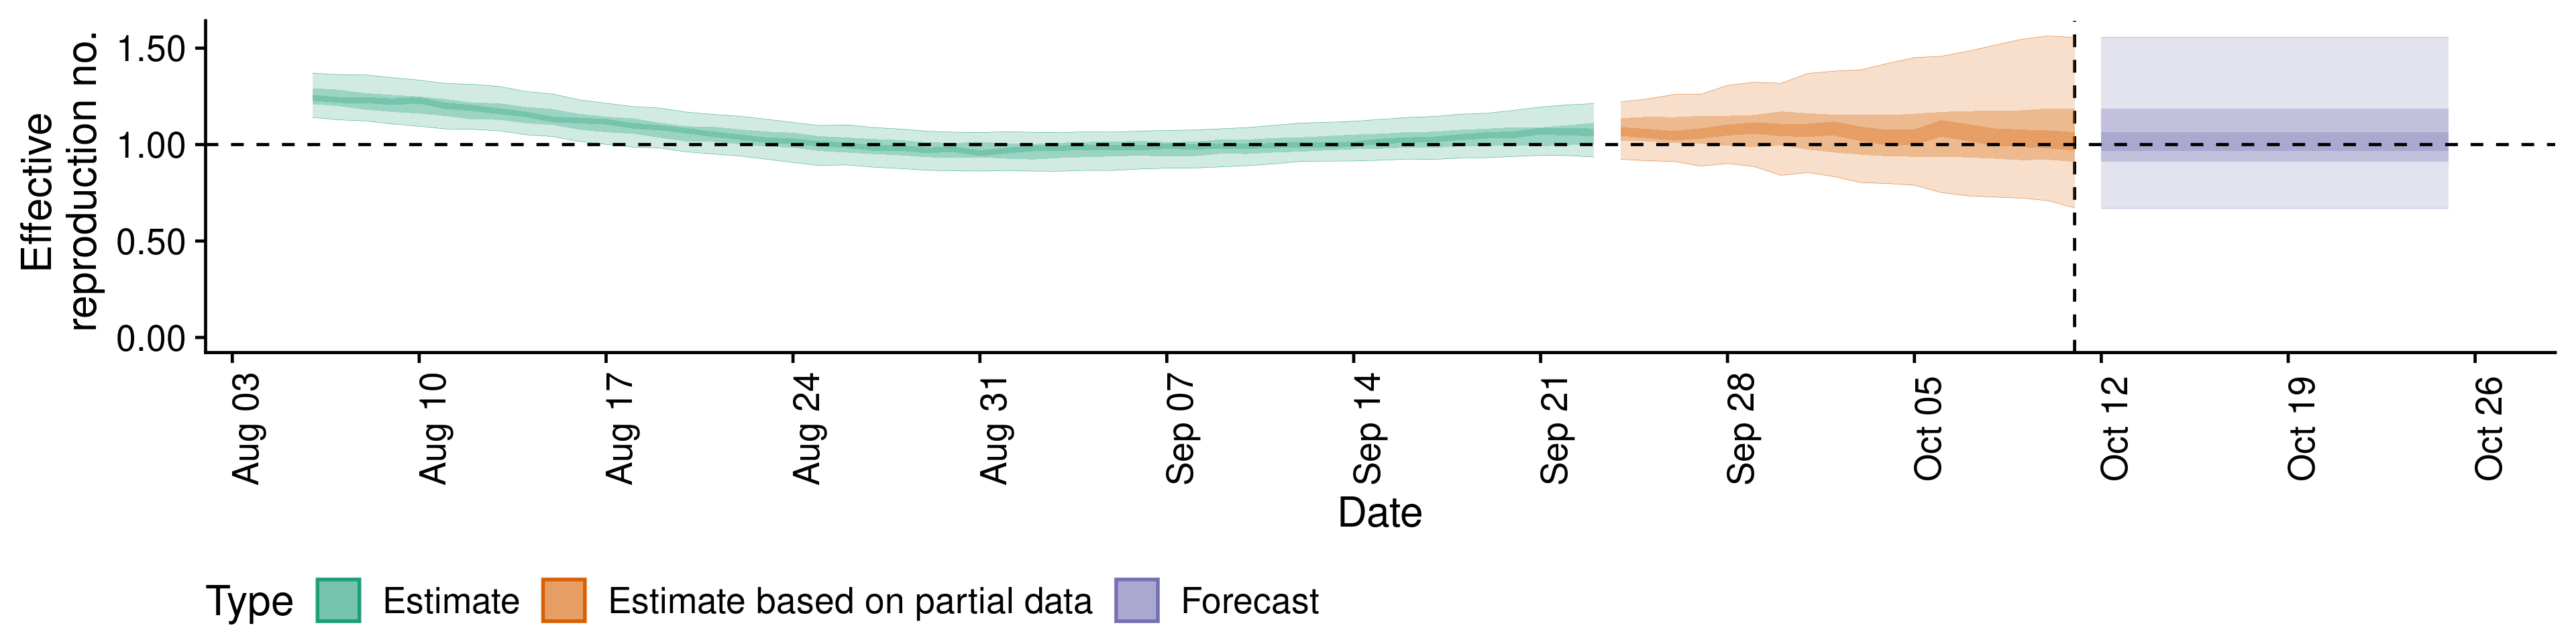 Effective
reproduction no.
1.50
1.00
0.50
0.00
Aug 03
Aug 10
Aug 17
Aug 24
Aug 31
Sep 07
Sep 14
Sep 21
Sep 28
Oct 05
Oct 12
Oct 19
Oct 26
Date
Type Estimate Estimate based on partial data Forecast